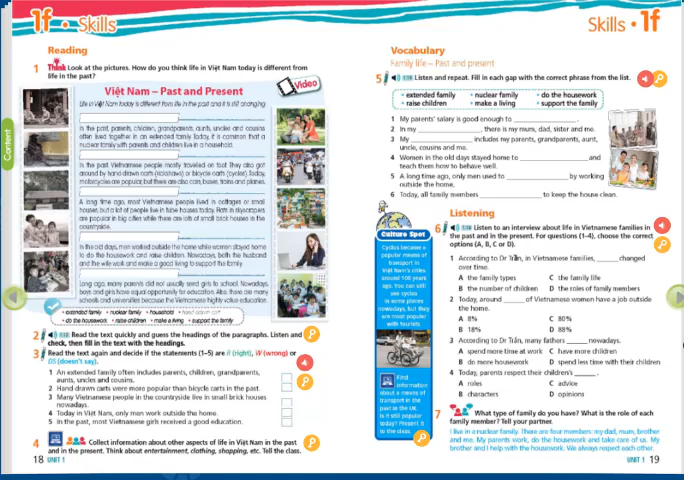 1f • Skills
Reading
1 Think Look at the pictures. How do you think life in Việt Nam today is different from
life in the past?
Video
Việt Nam – Past and Present
Life in Việt Nam today is different from life in the past and it is still changing.
In the past, parents, children, grandparents, aunts, uncles and cousins
often lived together in an extended family. Today, it is common that a
nuclear family with parents and children live in a household.
In the past, Vietnamese people mostly traveled on foot. They also got
around by hand drawn carts (rickshaws) or bicycle carts (cycles). Today,
motorcycles are popular, but there are also cars, buses, trains and planes.
A long time ago, most Vietnamese people lived in cottages or small
houses, but a lot of people live in tube houses today. Flats in skyscrapers
are popular in big cities while there are lots of small brick houses in the
countryside.
In the old days, men worked outside the home while women stayed home
to do the housework and raise children. Nowadays, both the husband
and the wife work and make a good living to support the family.
Long ago, many parents did not usually send girls to school. Nowadays,
boys and girls have equal opportunity for education. Also, there are many
schools and universities because the Vietnamese highly value education.
• extended family • nuclear family • household • hand drawn cart
• do the housework • raise children • make a living • support the family
2 Read the text quickly and guess the headings of the paragraphs. Listen and
check, then fill in the text with the headings.
3 Read the text again and decide if the statements (1–5) are R (right), W (wrong) or
DS (doesn't say).
1 An extended family often includes parents, children, grandparents,
aunts, uncles and cousins.
2 Hand drawn carts were more popular than bicycle carts in the past.
3 Many Vietnamese people in the countryside live in small brick houses
nowadays.
4 Today in Việt Nam, only men work outside the home.
5 In the past, most Vietnamese girls received a good education.
4 Collect information about other aspects of life in Việt Nam in the past
and in the present. Think about entertainment, clothing, shopping, etc. Tell the class.
18 UNIT 1
Content
Skills • 1f
Vocabulary
Family life – Past and present
5 Listen and repeat. Fill in each gap with the correct phrase from the list.
• extended family • nuclear family • do the housework
• raise children • make a living • support the family
1 My parents' salary is good enough to ______.
2 In my ______, there is my mum, dad, sister and me.
3 My ______ includes my parents, grandparents, aunt,
uncle, cousins and me.
4 Women in the old days stayed home to ______ and
teach them how to behave well.
5 A long time ago, only men used to ______ by working
outside the home.
6 Today, all family members ______ to keep the house clean.
Listening
6 Listen to an interview about life in Vietnamese families in
the past and in the present. For questions (1–4), choose the correct
options (A, B, C or D).
1 According to Dr Trần, in Vietnamese families, ______ changed
over time.
A the family types C the family life
B the number of children D the roles of family members
2 Today, around ______ of Vietnamese women have a job outside
the home.
A 8% C 80%
B 18% D 88%
3 According to Dr Trần, many fathers ______ nowadays.
A spend more time at work C have more children
B do more housework D spend less time with their children
4 Today, parents respect their children's ______.
A roles C advice
B characters D opinions
Culture Spot
Cyclos became a
popular means of
transport in
Việt Nam's cities
around 100 years
ago. You can still
see cyclos
in some places
nowadays, but they
are most popular
with tourists.
Find
information
about a means of
transport in the
past in the UK.
Is it still popular
today? Present it
to the class.
7 What type of family do you have? What is the role of each
family member? Tell your partner.
I live in a nuclear family. There are four members: my dad, mum, brother
and me. My parents work, do the housework and take care of us. My
brother and I help with the housework. We always respect each other.
UNIT 1 19